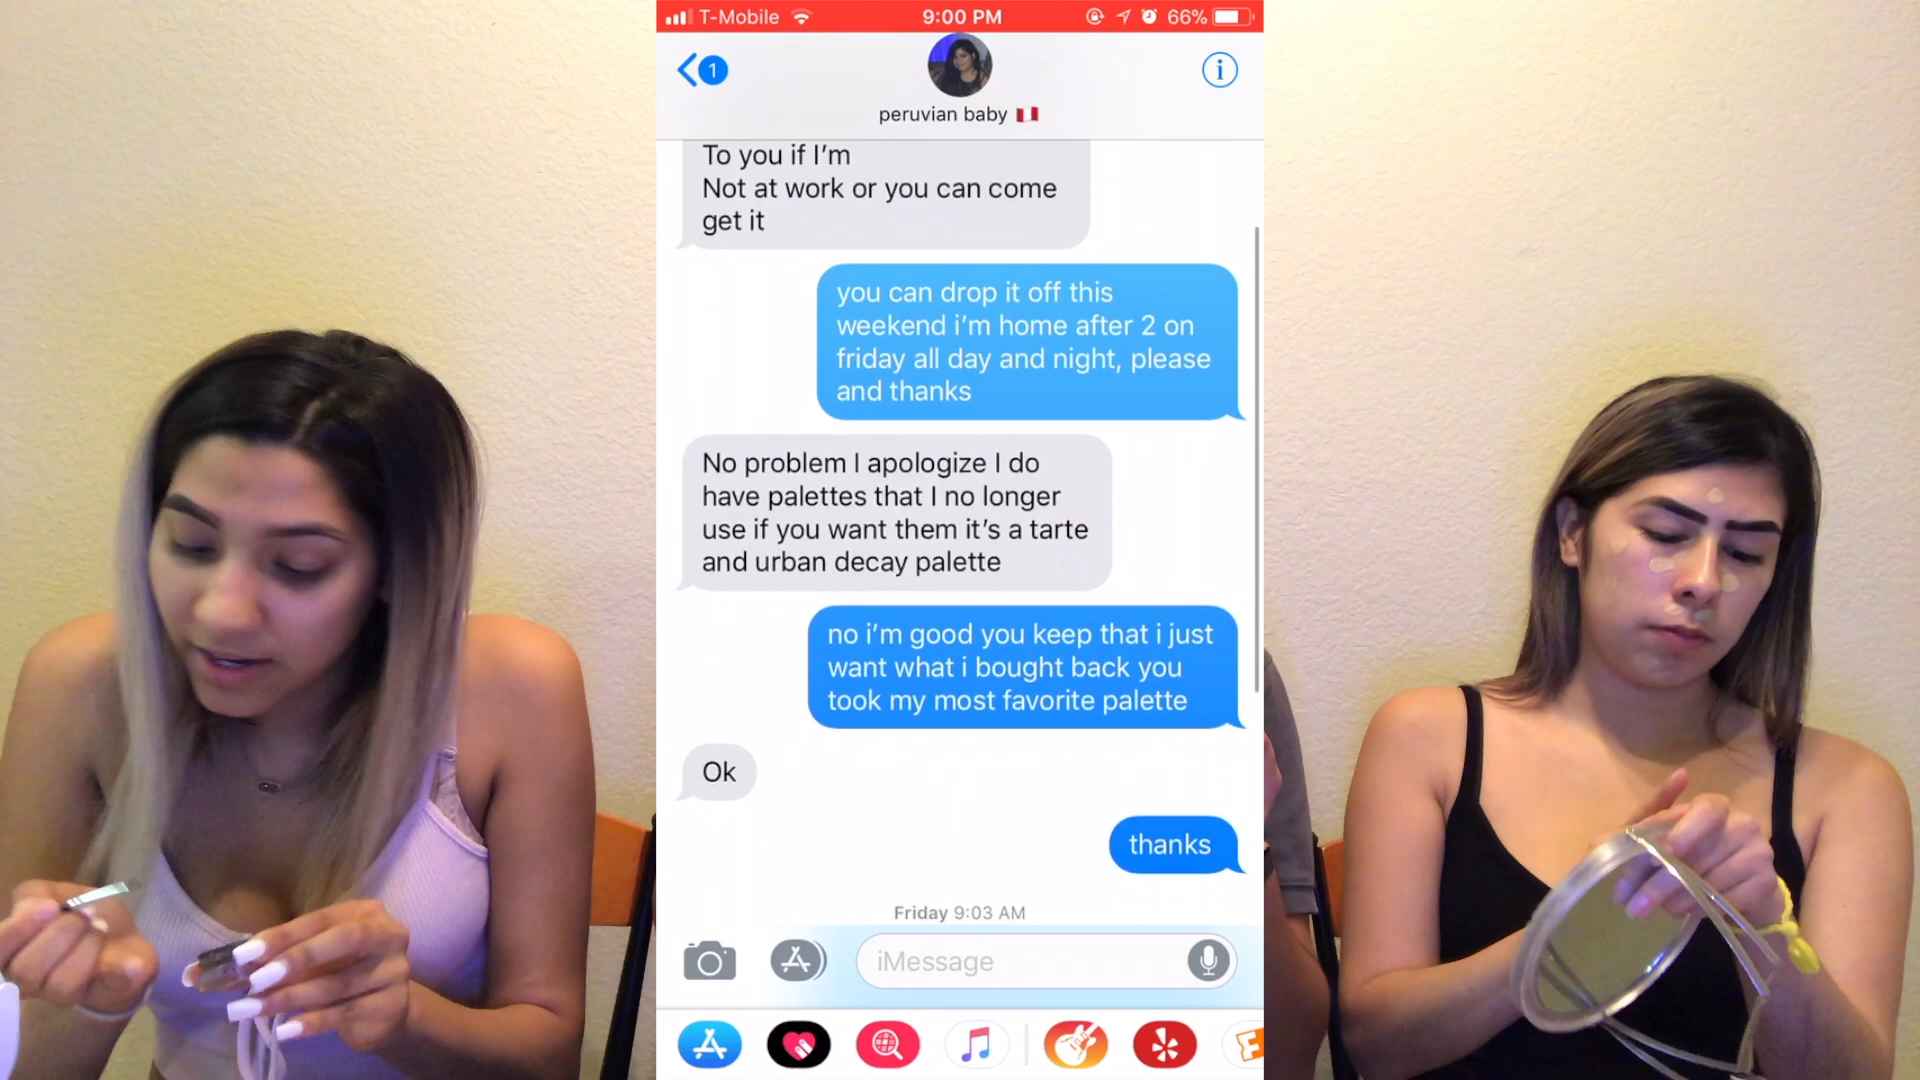 T-Mobile 9:00 PM 66%
1
peruvian baby 🇵🇪
To you if I'm
Not at work or you can come
get it
you can drop it off this
weekend i'm home after 2 on
friday all day and night, please
and thanks
No problem I apologize I do
have palettes that I no longer
use if you want them it's a tarte
and urban decay palette
no i'm good you keep that i just
want what i bought back you
took my most favorite palette
Ok
thanks
Friday 9:03 AM
iMessage